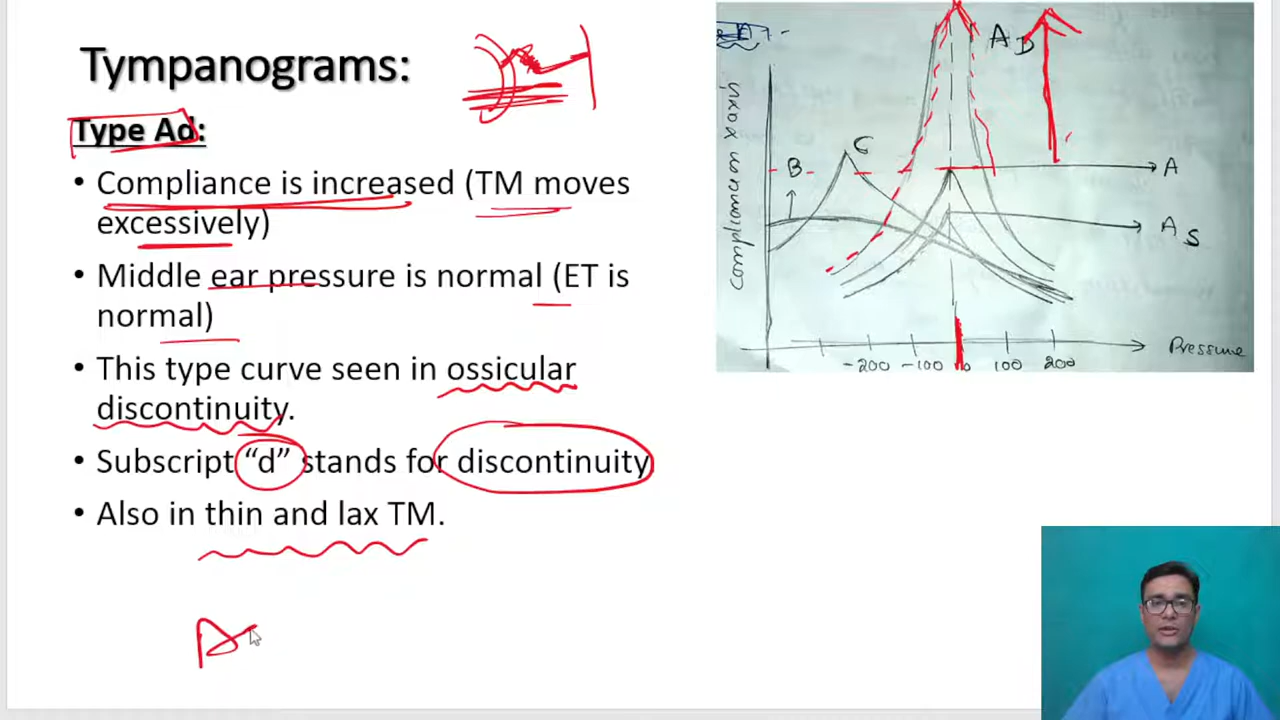 Tympanograms:
Type Ad:
• Compliance is increased (TM moves
excessively)
• Middle ear pressure is normal (ET is
normal)
• This type curve seen in ossicular
discontinuity.
• Subscript “d” stands for discontinuity
• Also in thin and lax TM.
A
AD
C
B
A
AS
-200 -100 0 100 200
Pressure